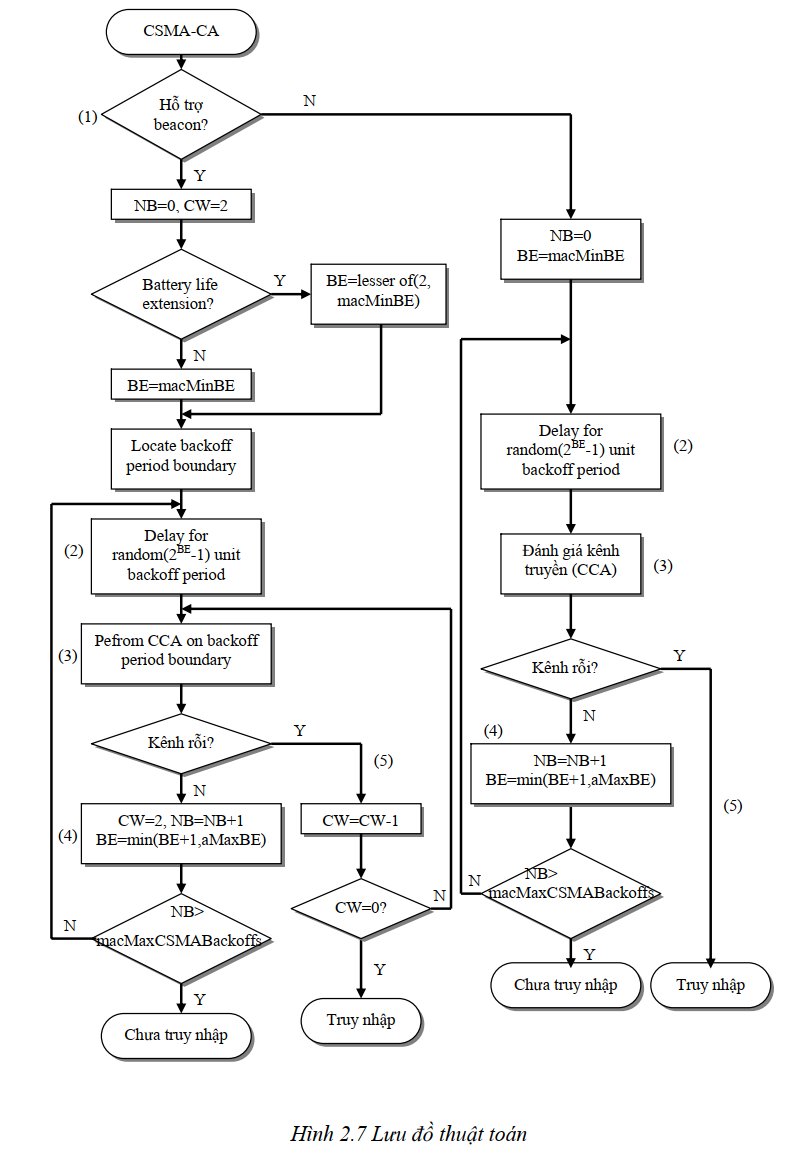 CSMA-CA
(1)
Hỗ trợ
beacon?
N
Y
NB=0, CW=2
Battery life
extension?
Y
BE=lesser of(2,
macMinBE)
N
BE=macMinBE
Locate backoff
period boundary
(2)
Delay for
random(2^BE-1) unit
backoff period
(3)
Pefrom CCA on backoff
period boundary
Kênh rỗi?
Y
(5)
N
(4)
CW=2, NB=NB+1
BE=min(BE+1,aMaxBE)
CW=CW-1
N
NB>
macMaxCSMABackoffs
CW=0?
N
Y
Y
Chưa truy nhập
Truy nhập
NB=0
BE=macMinBE
Delay for
random(2^BE-1) unit
backoff period
(2)
Đánh giá kênh
truyền (CCA)
(3)
Kênh rỗi?
Y
N
(4)
NB=NB+1
BE=min(BE+1,aMaxBE)
(5)
N
NB>
macMaxCSMABackoffs
Y
Chưa truy nhập
Truy nhập
Hình 2.7 Lưu đồ thuật toán